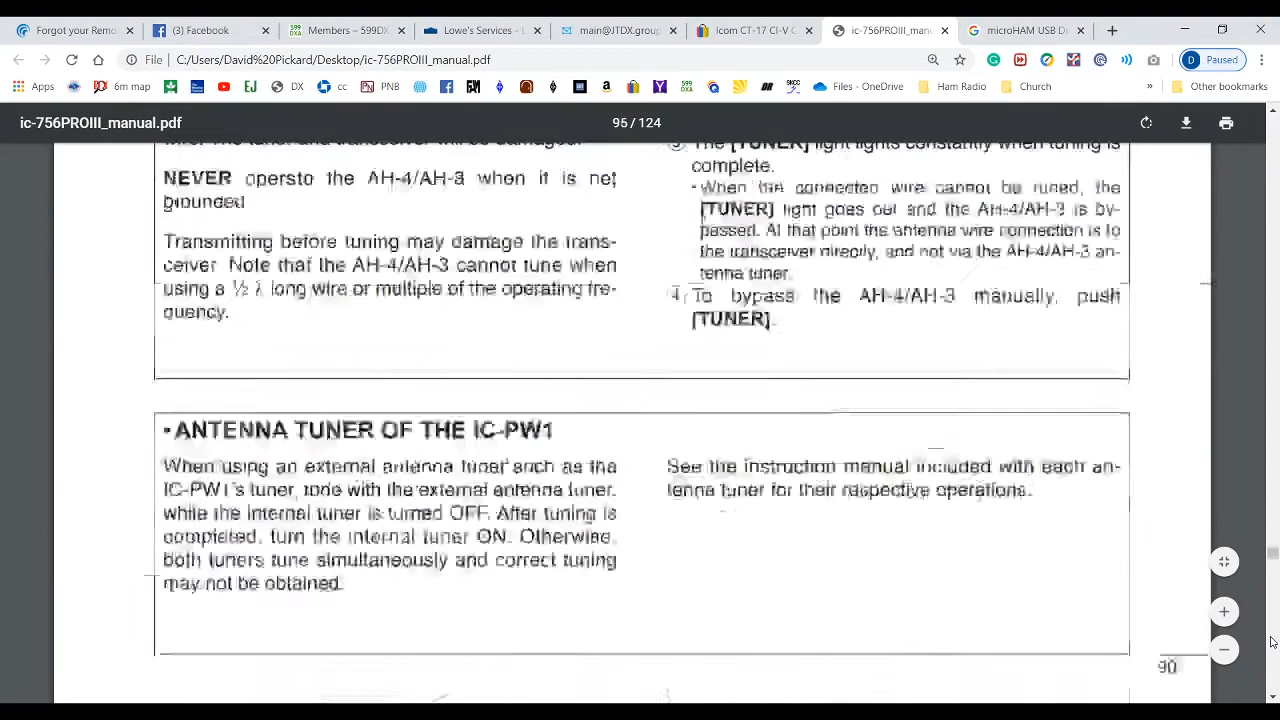 Forgot your Remo
(3) Facebook
Members – 599DX
Lowe's Services - L
main@JTDX.group
Icom CT-17 CI-V C
ic-756PROIII_manu
microHAM USB De
File | C:/Users/David%20Pickard/Desktop/ic-756PROIII_manual.pdf
Paused
Apps
6m map
EJ
DX
cc
PNB
Files - OneDrive
Ham Radio
Church
Other bookmarks
ic-756PROIII_manual.pdf
95 / 124
wire. The tuner and transceiver will be damaged.
NEVER operate the AH-4/AH-3 when it is not
grounded
Transmitting before tuning may damage the trans-
ceiver. Note that the AH-4/AH-3 cannot tune when
using a ½ λ long wire or multiple of the operating fre-
quency.
③ The [TUNER] light lights constantly when tuning is
complete.
• When the connected wire cannot be tuned, the
[TUNER] light goes out and the AH-4/AH-3 is by-
passed. At that point the antenna wire connection is to
the transceiver directly, and not via the AH-4/AH-3 an-
tenna tuner.
④ To bypass the AH-4/AH-3 manually, push
[TUNER].
• ANTENNA TUNER OF THE IC-PW1
When using an external antenna tuner such as the
IC-PW1's tuner, tune with the external antenna tuner,
while the internal tuner is turned OFF. After tuning is
completed, turn the internal tuner ON. Otherwise,
both tuners tune simultaneously and correct tuning
may not be obtained.
See the instruction manual included with each an-
tenna tuner for their respective operations.
90